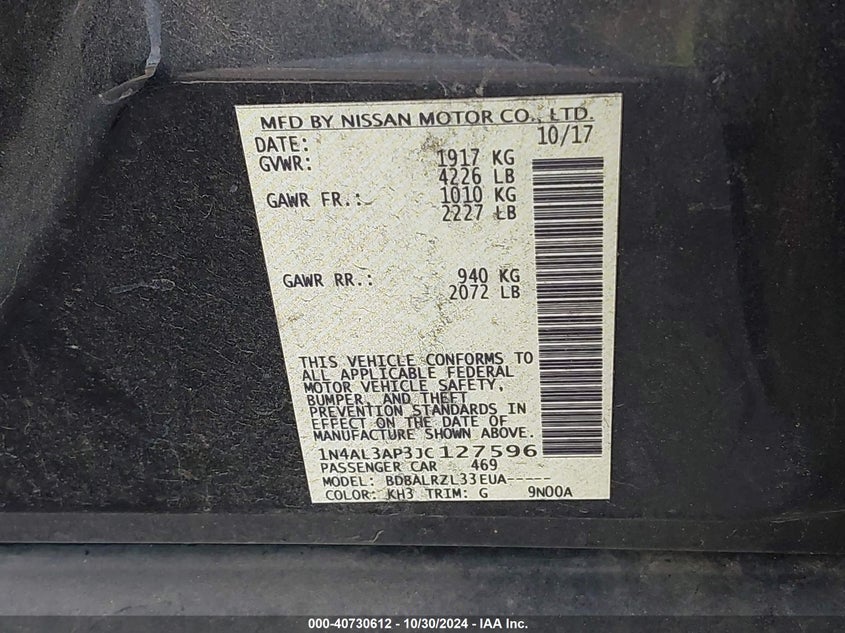 MFD BY NISSAN MOTOR CO., LTD.
DATE: 10/17
GVWR: 1917 KG
4226 LB
GAWR FR.: 1010 KG
2227 LB
GAWR RR.: 940 KG
2072 LB
THIS VEHICLE CONFORMS TO
ALL APPLICABLE FEDERAL
MOTOR VEHICLE SAFETY,
BUMPER, AND THEFT
PREVENTION STANDARDS IN
EFFECT ON THE DATE OF
MANUFACTURE SHOWN ABOVE.
1N4AL3AP3JC127596
PASSENGER CAR 469
MODEL: BDBALRZL33EUA-----
COLOR: KH3 TRIM: G 9N00A
000-40730612 - 10/30/2024 - IAA Inc.